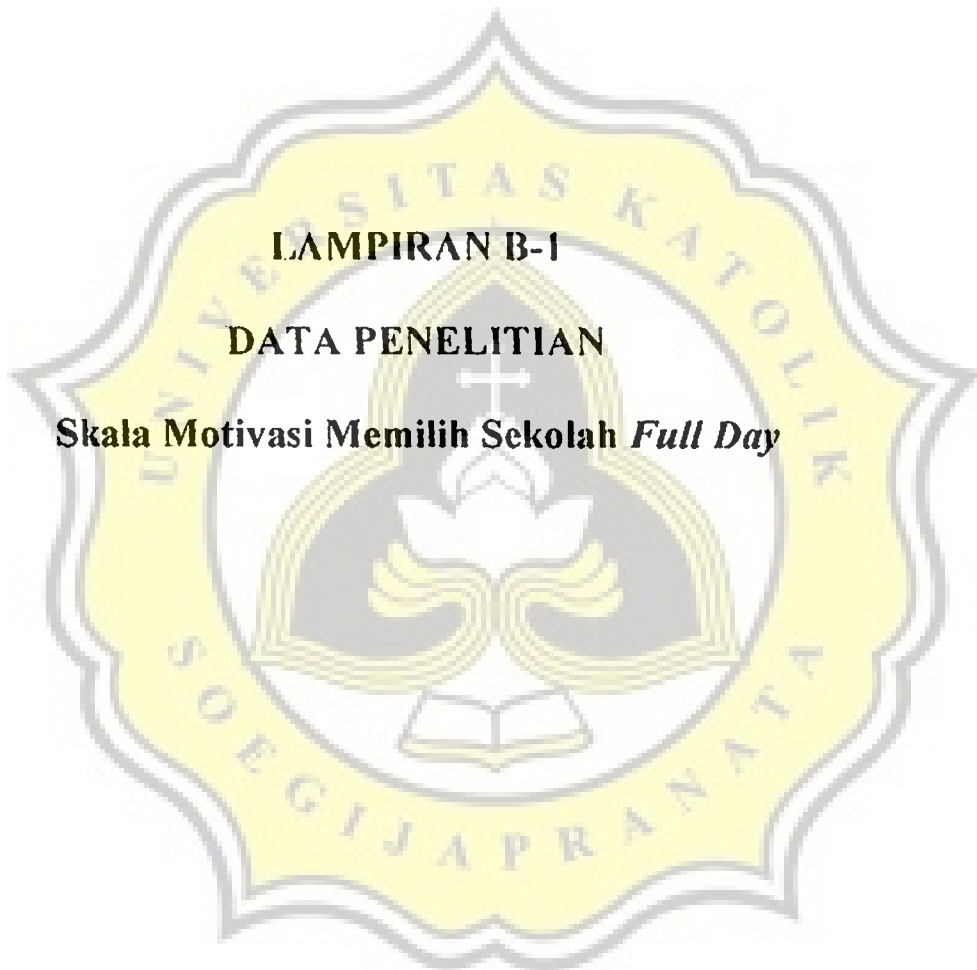 LAMPIRAN B-1
DATA PENELITIAN
Skala Motivasi Memilih Sekolah Full Day
UNIVERSITAS KATOLIK
SOEGIJAPRANATA